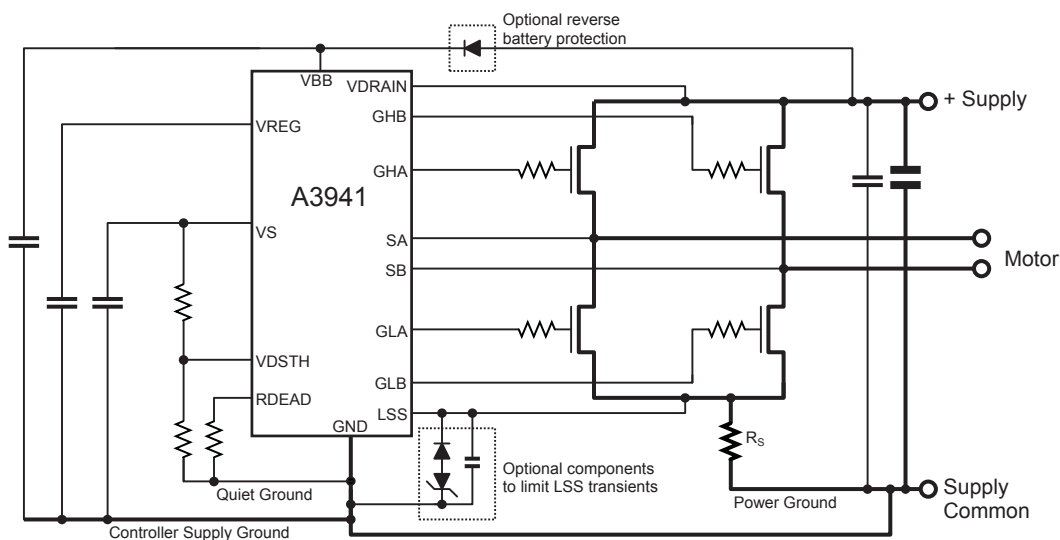 Optional reverse
battery protection
VBB
VDRAIN
+ Supply
GHB
VREG
GHA
A3941
VS
SA
Motor
SB
GLA
VDSTH
GLB
RDEAD
LSS
GND
RS
Optional components
to limit LSS transients
Supply
Common
Quiet Ground
Power Ground
Controller Supply Ground